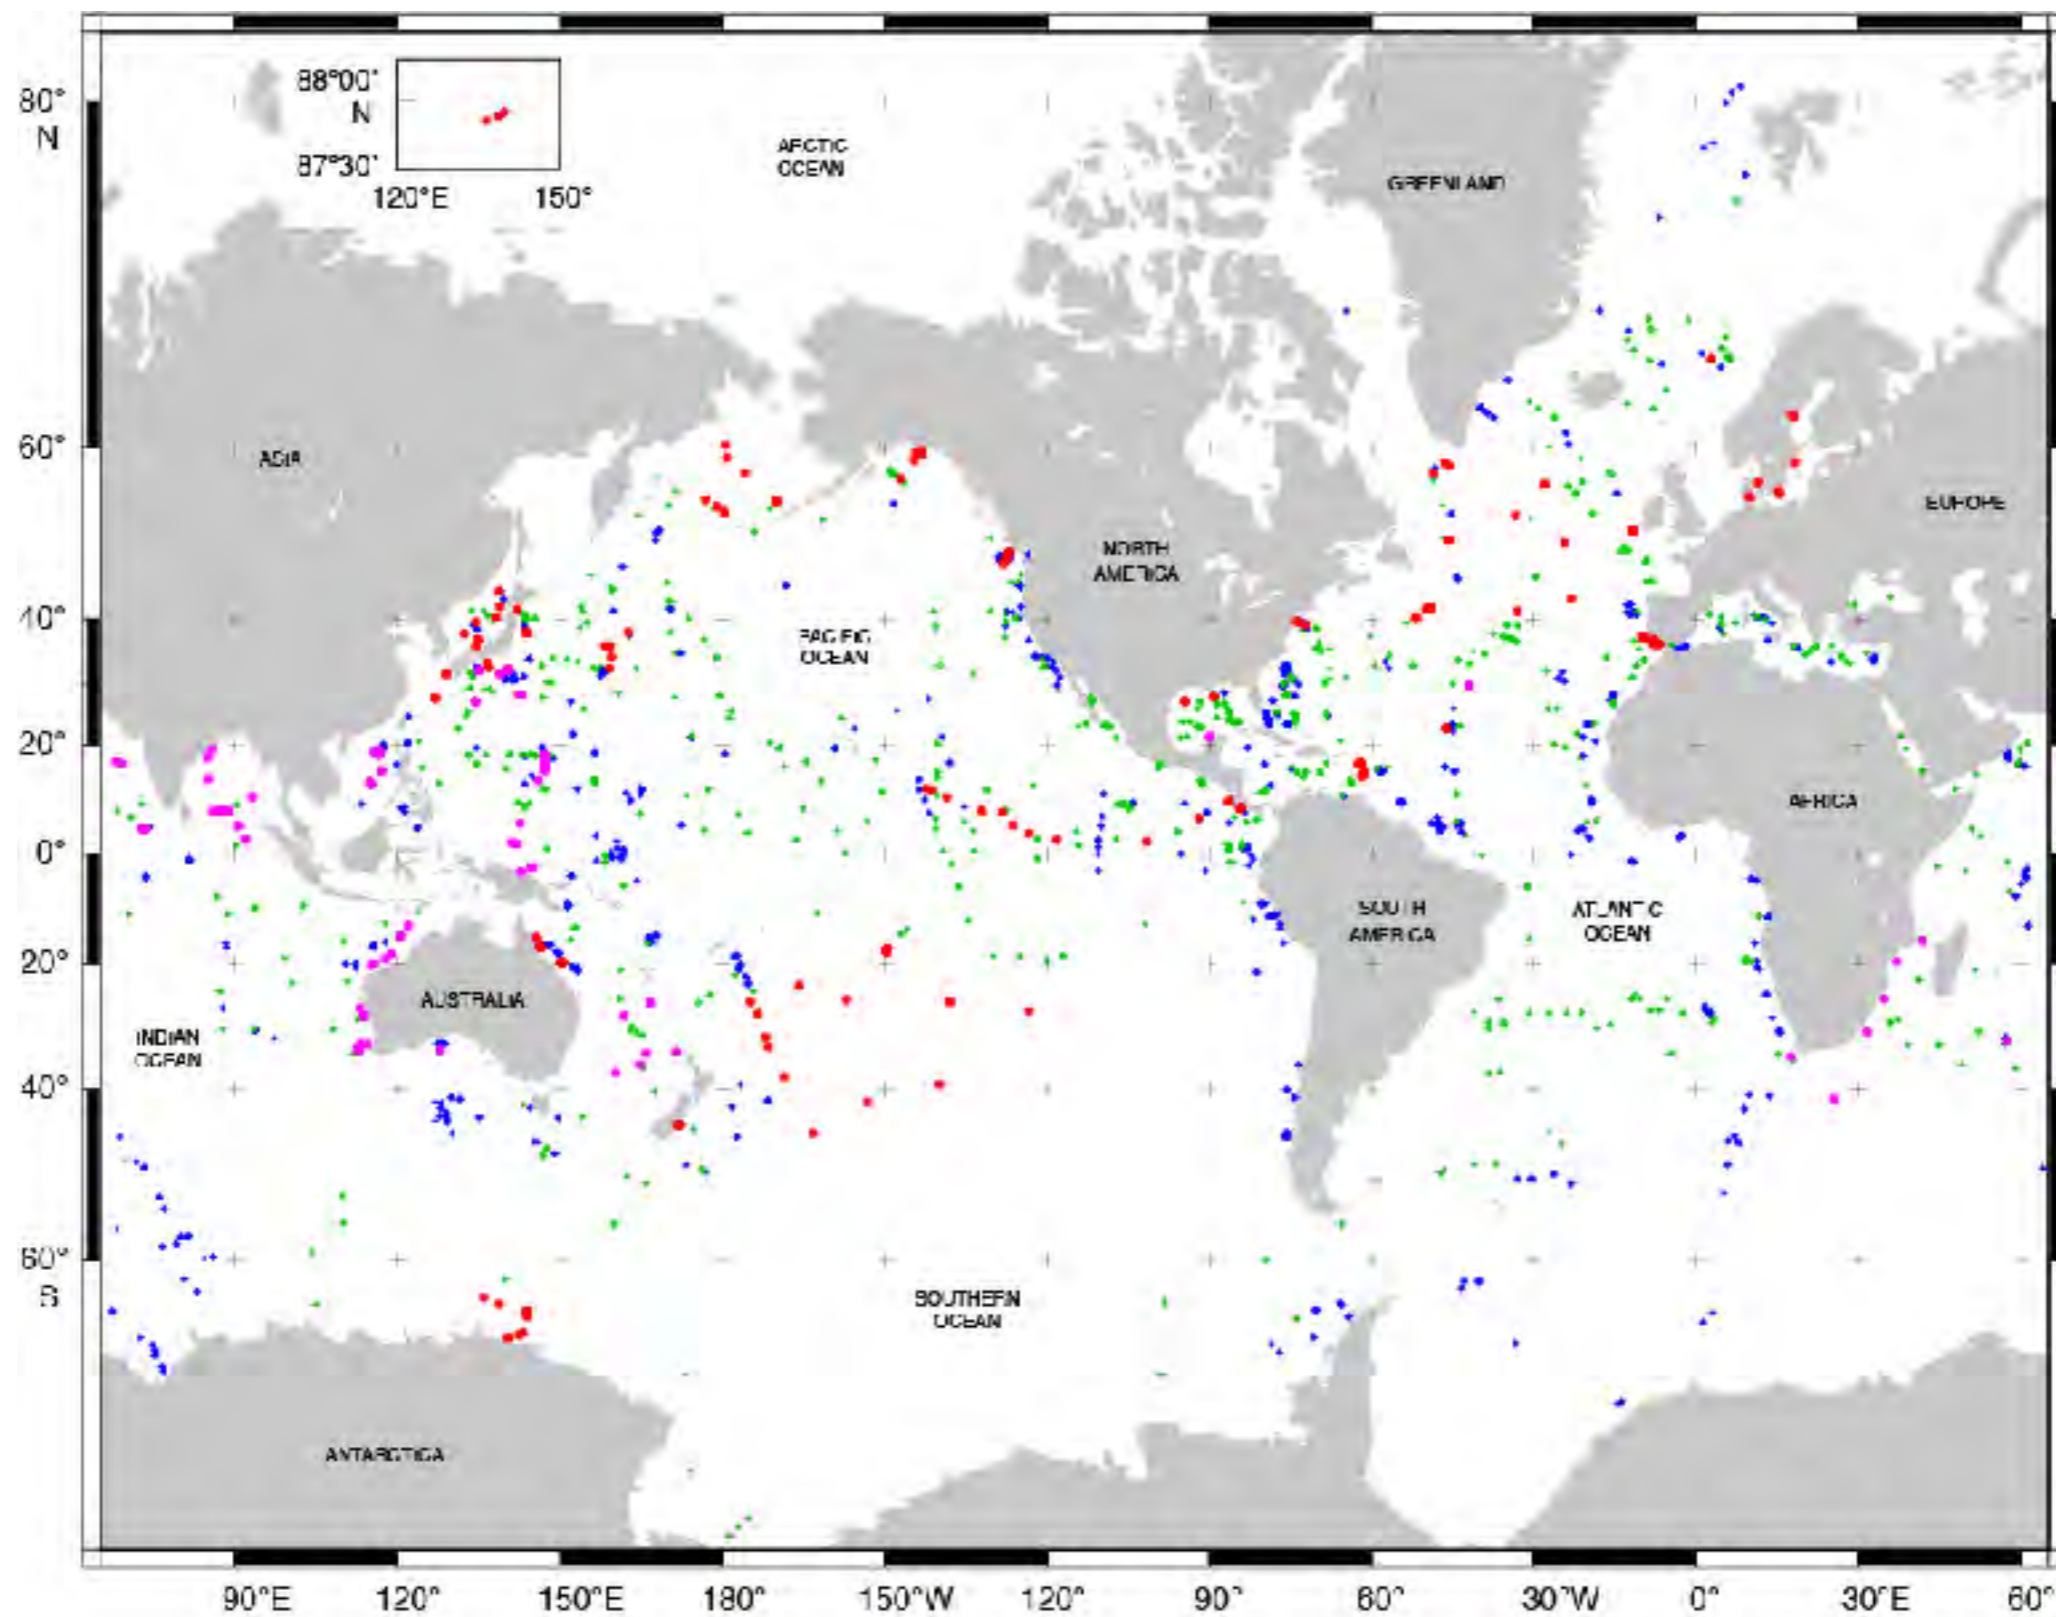 88°00'
80°
N
N
87°30'
120°E 150°
ARCTIC
OCEAN
GREENLAND
60°
ASIA
EUROPE
NORTH
AMERICA
40°
PACIFIC
OCEAN
20°
AFRICA
0°
SOUTH
AMERICA
ATLANTIC
OCEAN
20°
AUSTRALIA
INDIAN
OCEAN
40°
60°
S
SOUTHERN
OCEAN
ANTARCTICA
90°E 120° 150°E 180° 150°W 120° 90° 60° 30°W 0° 30°E 60°